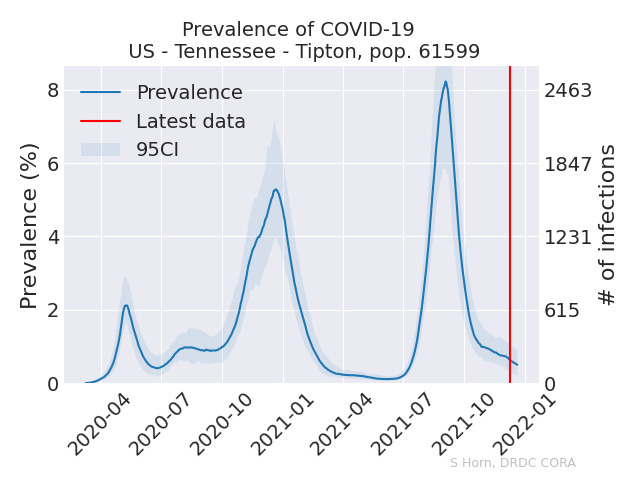 Prevalence of COVID-19
US - Tennessee - Tipton, pop. 61599
Prevalence
Latest data
95CI
Prevalence (%)
8
6
4
2
0
2463
1847
1231
615
0
# of infections
2020-04
2020-07
2020-10
2021-01
2021-04
2021-07
2021-10
2022-01
S Horn, DRDC CORA